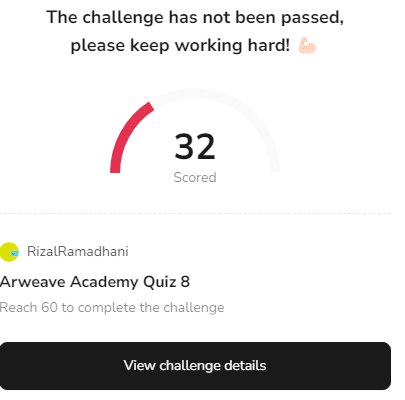 The challenge has not been passed,
please keep working hard! 💪🏻
32
Scored
RizalRamadhani
Arweave Academy Quiz 8
Reach 60 to complete the challenge
View challenge details